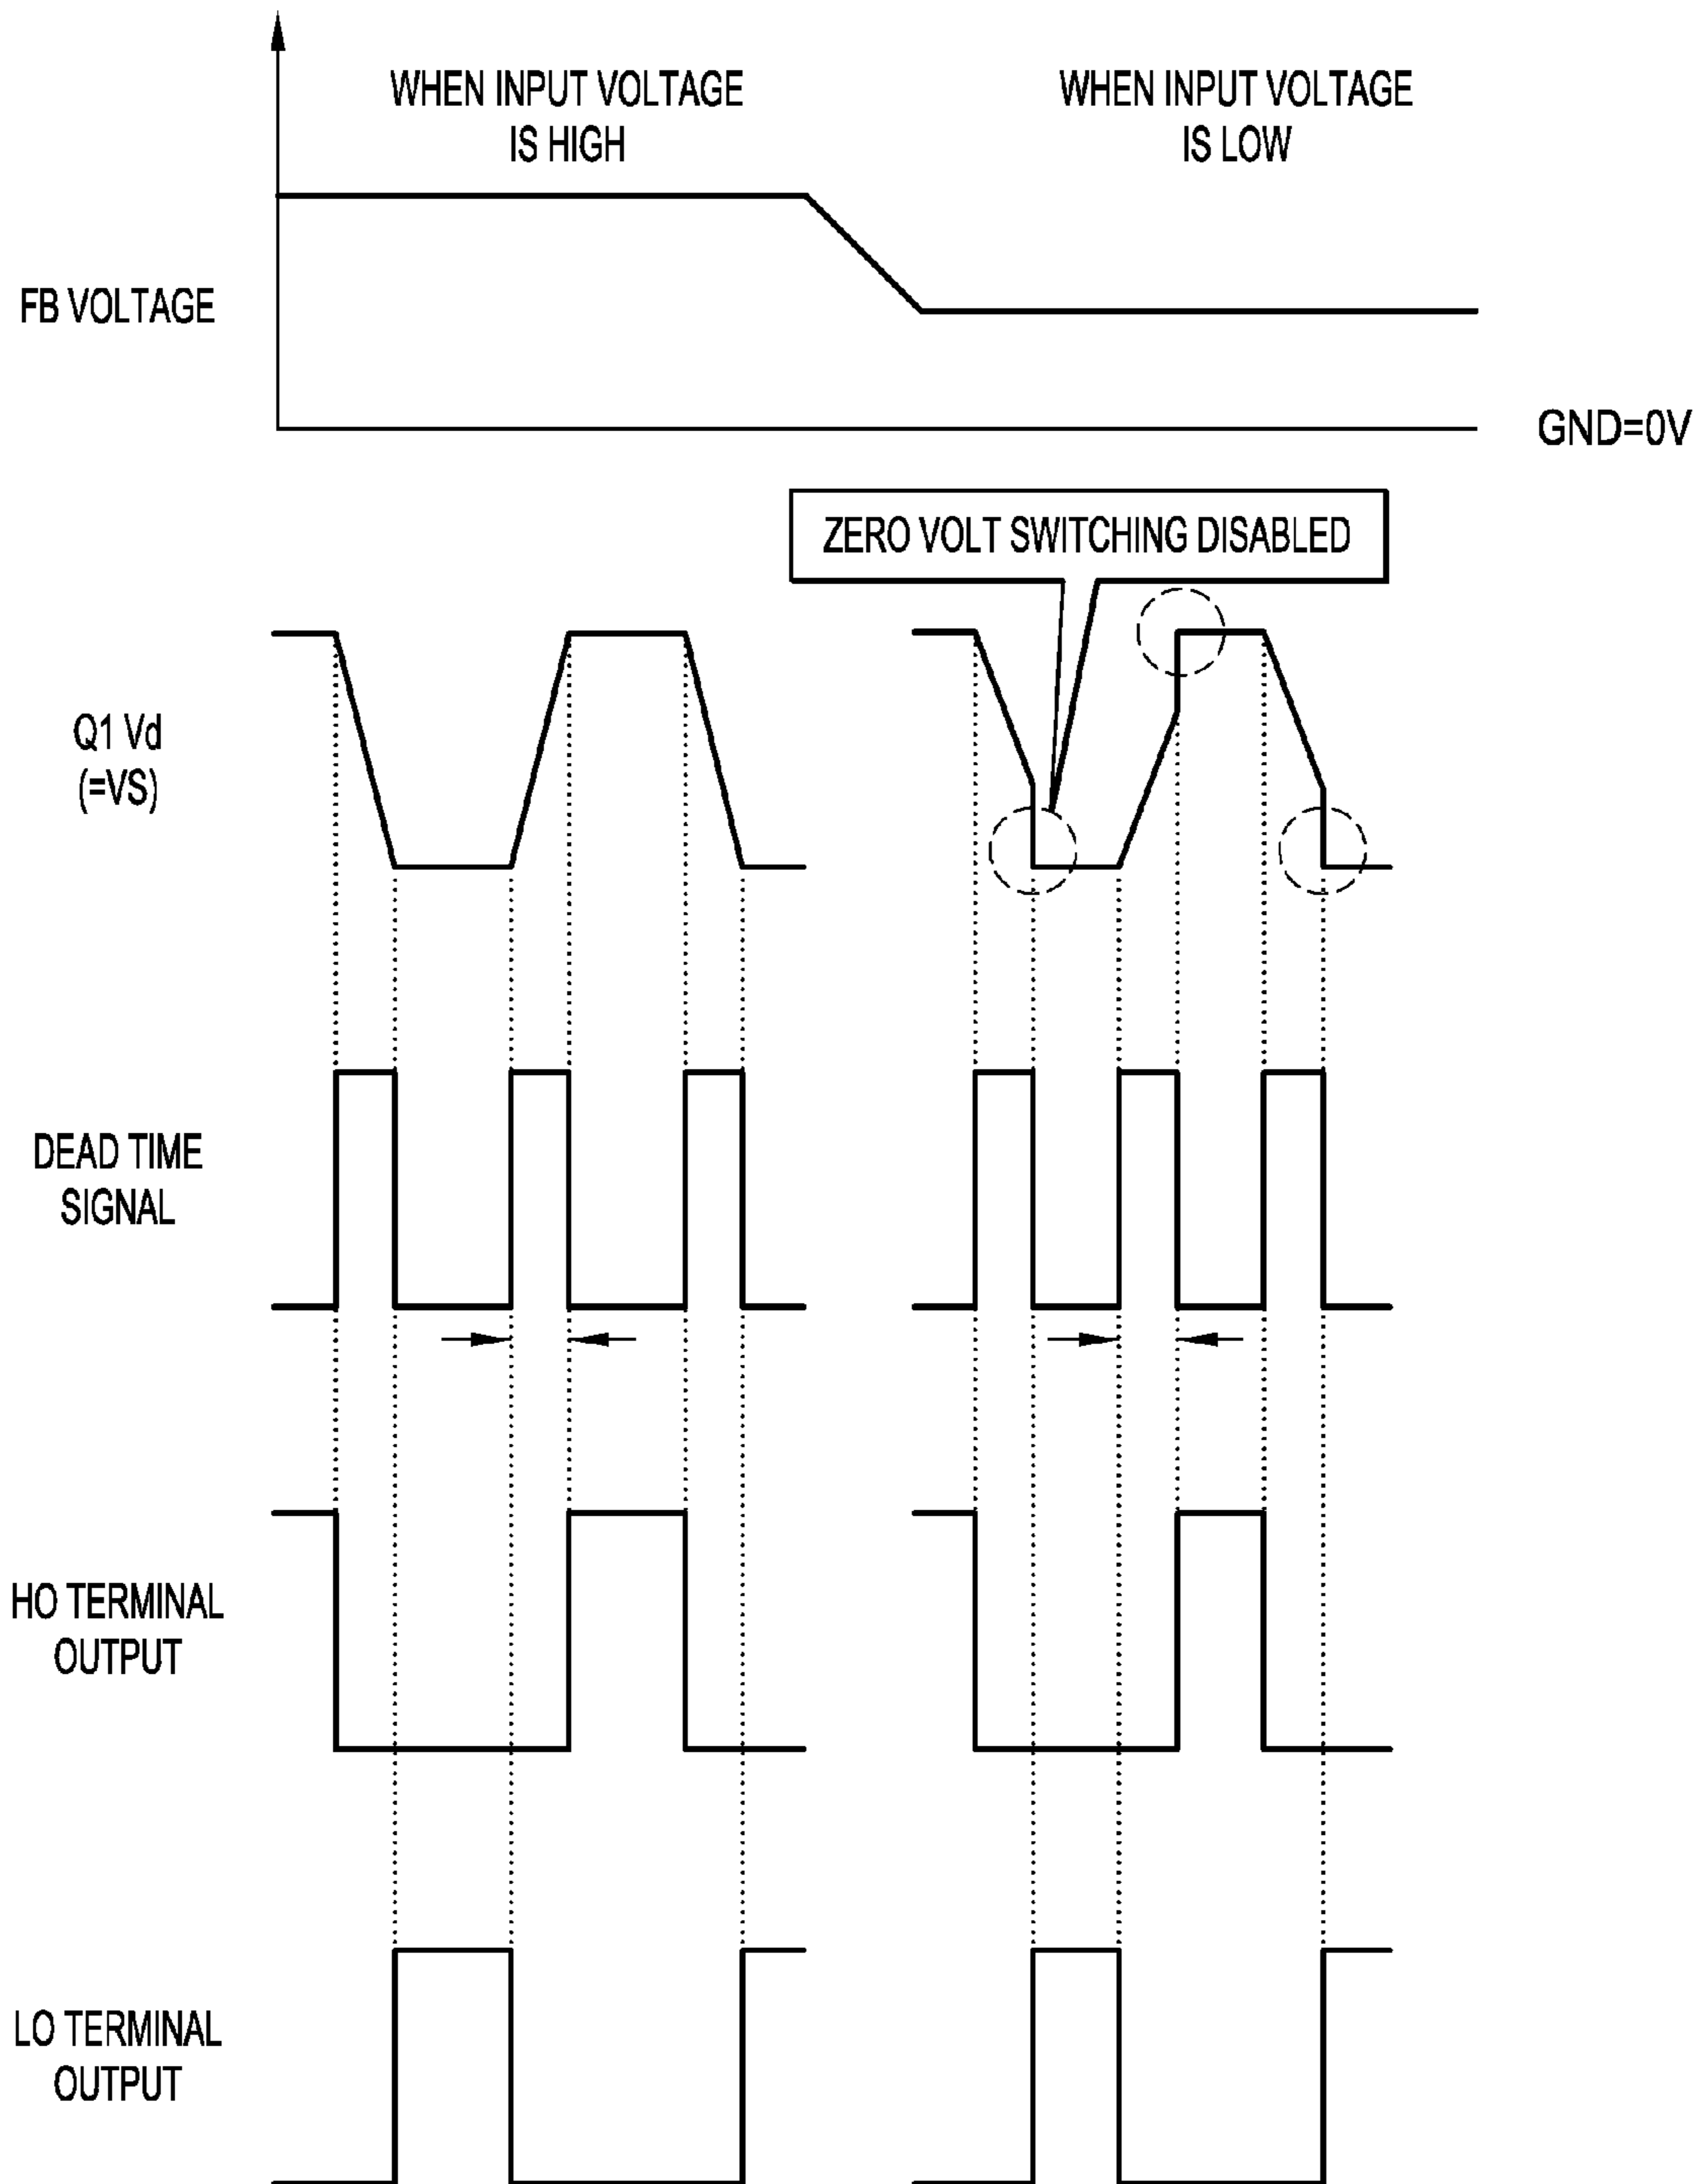 WHEN INPUT VOLTAGE
IS HIGH
WHEN INPUT VOLTAGE
IS LOW
FB VOLTAGE
GND=0V
ZERO VOLT SWITCHING DISABLED
Q1 Vd
(=VS)
DEAD TIME
SIGNAL
HO TERMINAL
OUTPUT
LO TERMINAL
OUTPUT